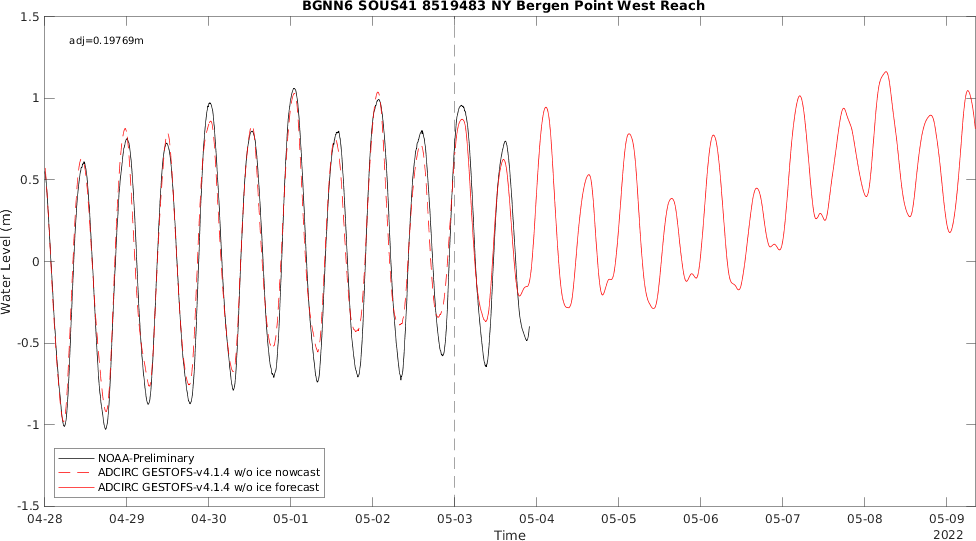 BGNN6 SOUS41 8519483 NY Bergen Point West Reach
adj=0.19769m
1.5
1
0.5
0
-0.5
-1
-1.5
Water Level (m)
NOAA-Preliminary
ADCIRC GESTOFS-v4.1.4 w/o ice nowcast
ADCIRC GESTOFS-v4.1.4 w/o ice forecast
04-28 04-29 04-30 05-01 05-02 05-03 05-04 05-05 05-06 05-07 05-08 05-09
Time
2022